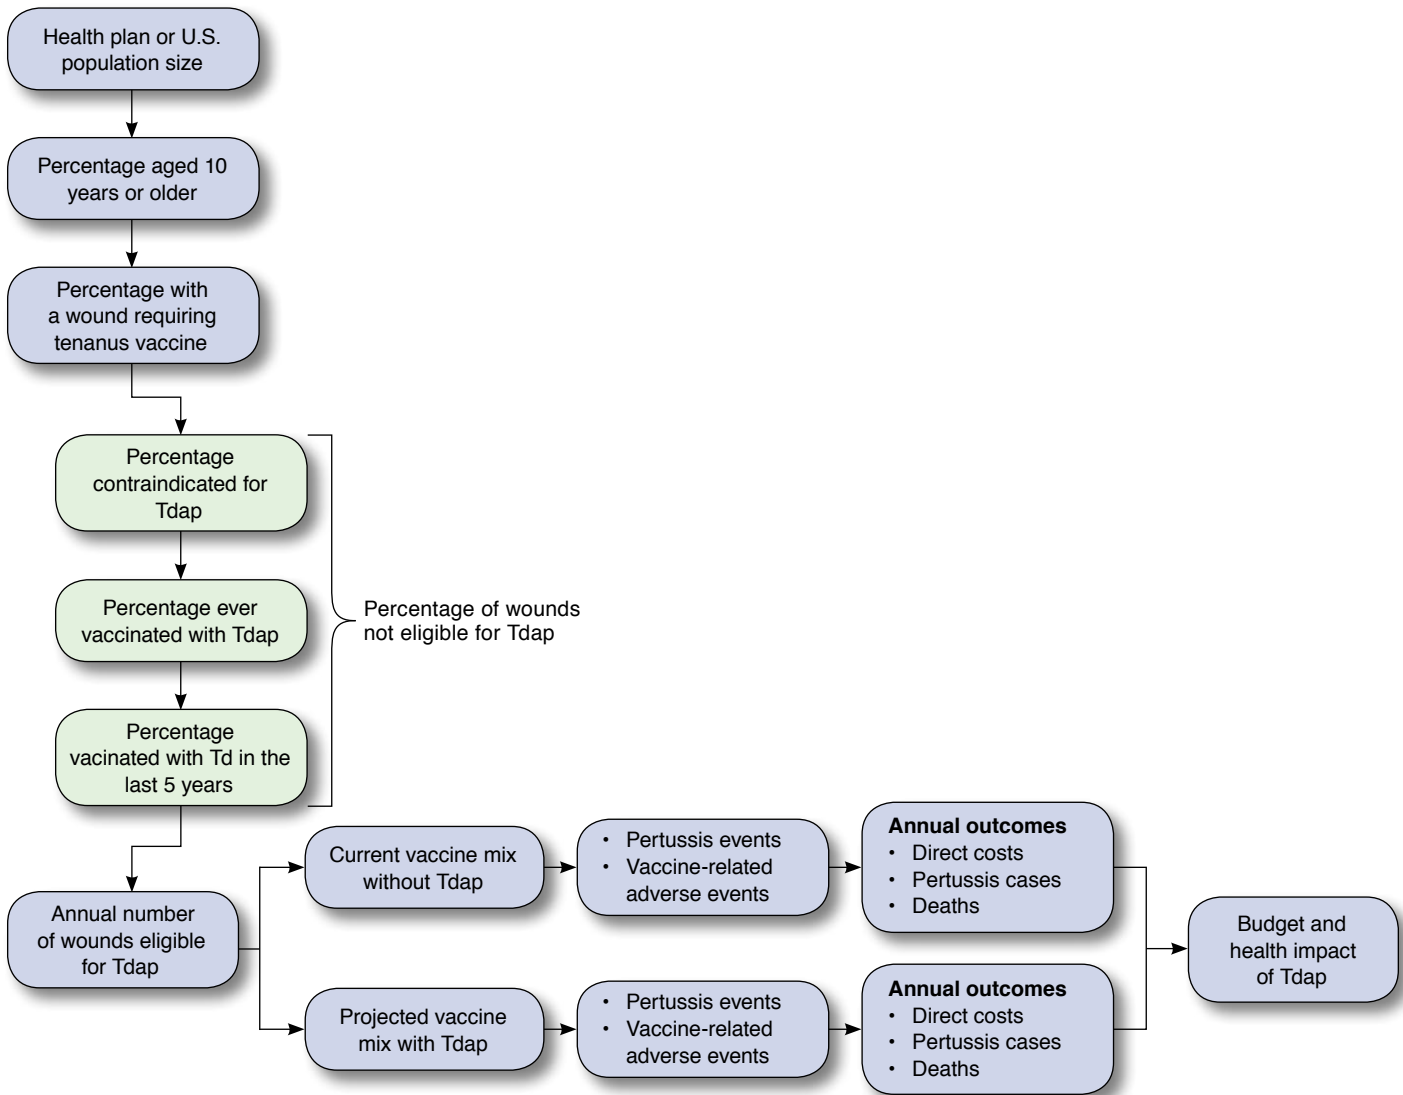 Health plan or U.S.
population size
Percentage aged 10
years or older
Percentage with
a wound requiring
tenanus vaccine
Percentage
contraindicated for
Tdap
Percentage ever
vaccinated with Tdap
Percentage of wounds
not eligible for Tdap
Percentage
vacinated with Td in the
last 5 years
Annual number
of wounds eligible
for Tdap
Current vaccine mix
without Tdap
• Pertussis events
• Vaccine-related
adverse events
Annual outcomes
• Direct costs
• Pertussis cases
• Deaths
Projected vaccine
mix with Tdap
• Pertussis events
• Vaccine-related
adverse events
Annual outcomes
• Direct costs
• Pertussis cases
• Deaths
Budget and
health impact
of Tdap